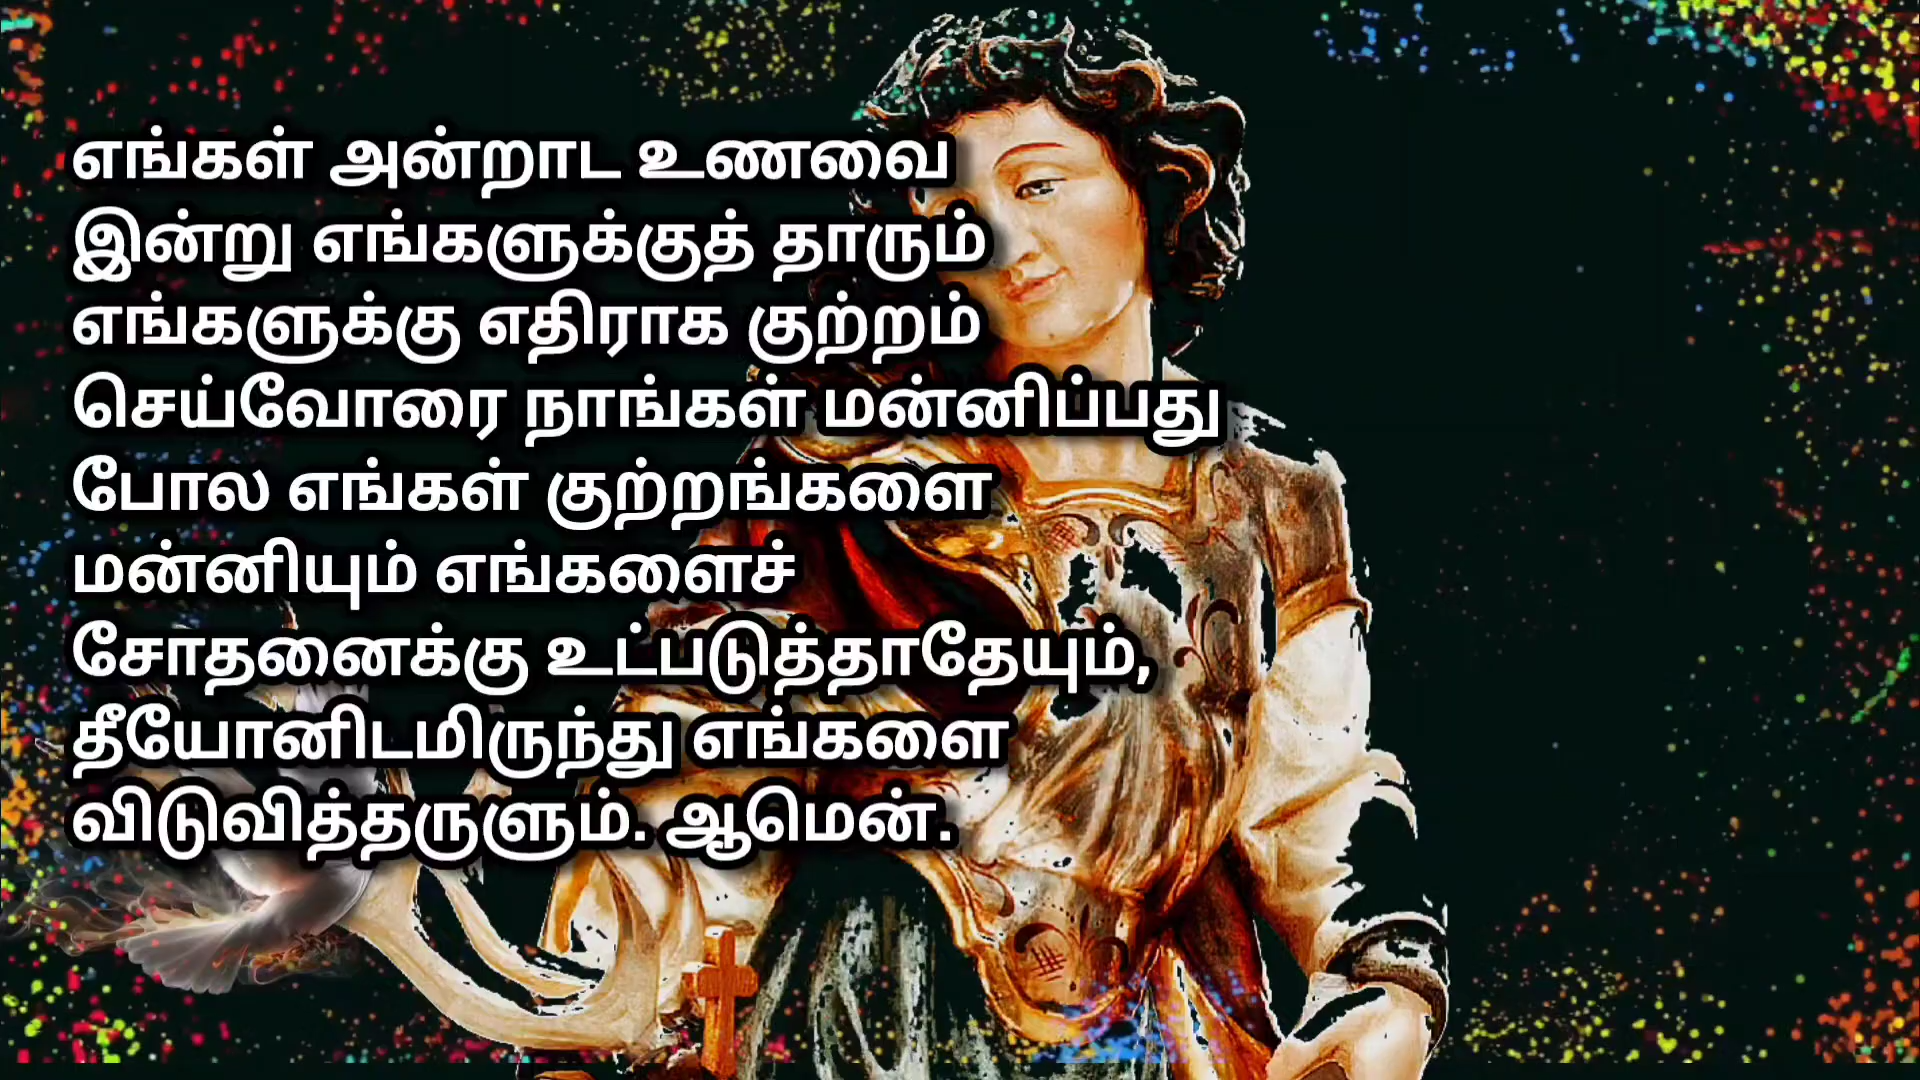 எங்கள் அன்றாட உணவை
இன்று எங்களுக்குத் தாரும்
எங்களுக்கு எதிராக குற்றம்
செய்வோரை நாங்கள் மன்னிப்பது
போல எங்கள் குற்றங்களை
மன்னியும் எங்களைச்
சோதனைக்கு உட்படுத்தாதேயும்,
தீயோனிடமிருந்து எங்களை
விடுவித்தருளும். ஆமென்.